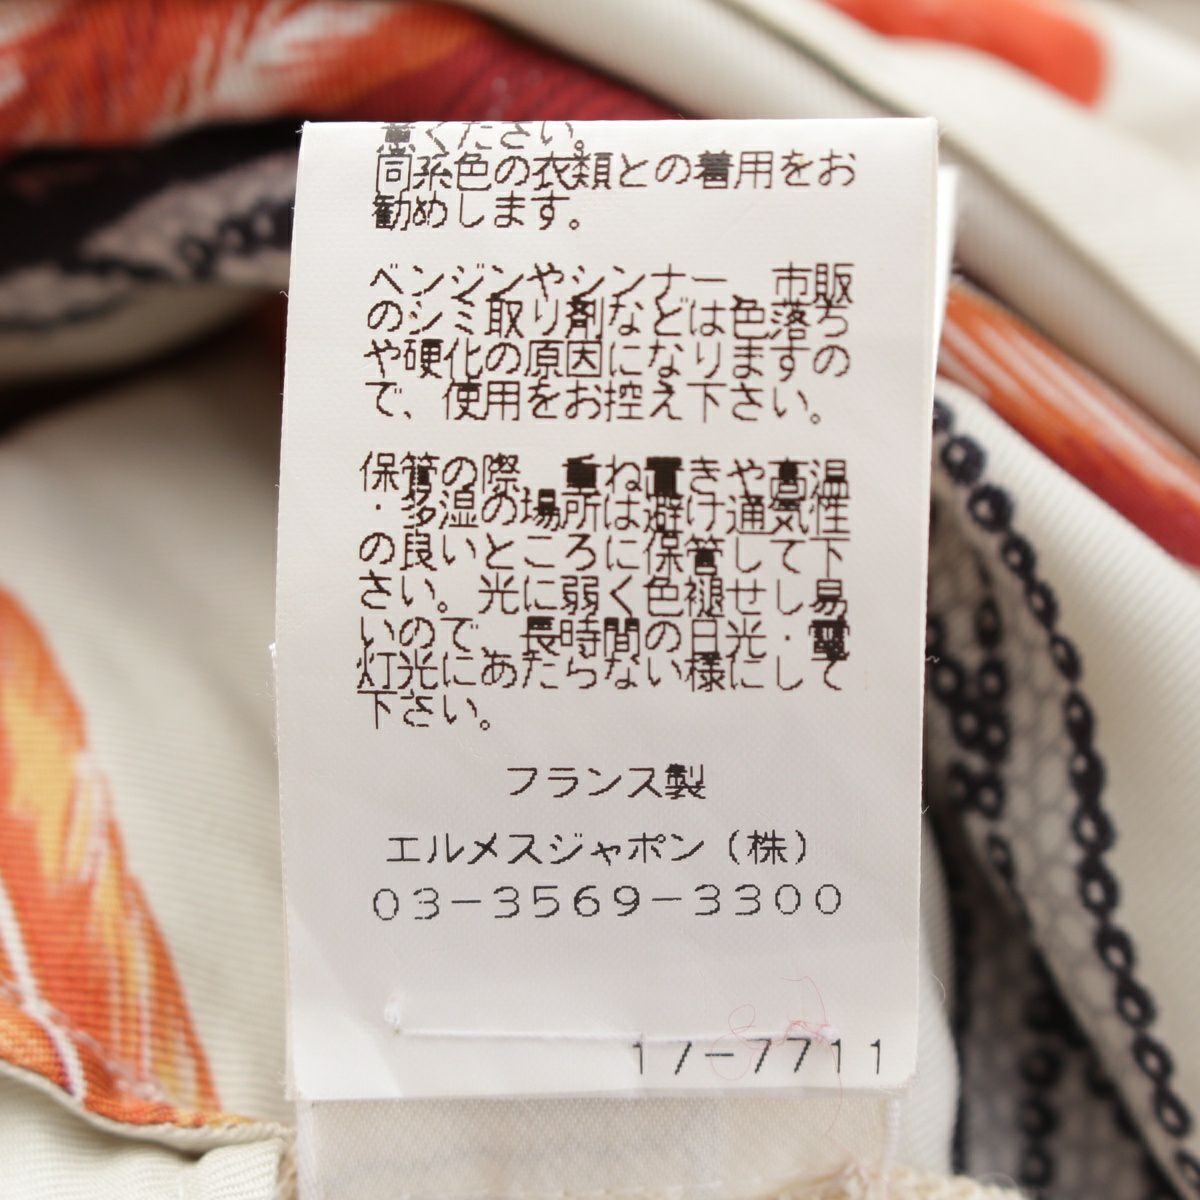 意ください。
同系色の衣類との着用をお
勧めします。
ベンジンやシンナー、市販
のシミ取り剤などは色落ち
や硬化の原因になりますの
で、使用をお控え下さい。
保管の際、重ね置きや高温
・多湿の場所は避け通気性
の良いところに保管して下
さい。光に弱く色褪せし易
いので、長時間の日光・電
灯光にあたらない様にして
下さい。
フランス製
エルメスジャポン(株)
03-3569-3300
17-7711